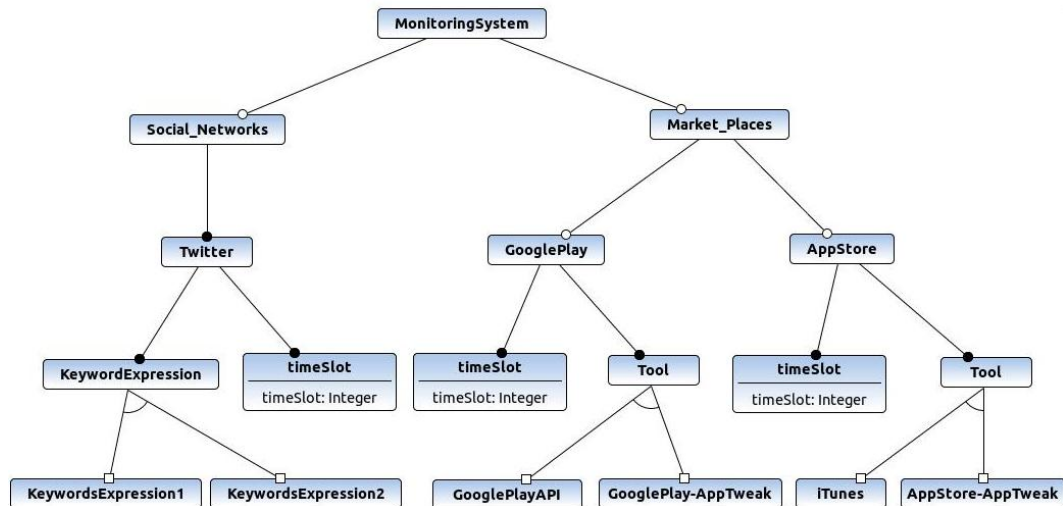 MonitoringSystem
Social_Networks
Market_Places
Twitter
GooglePlay
AppStore
KeywordExpression
timeSlot
timeSlot: Integer
timeSlot
timeSlot: Integer
Tool
timeSlot
timeSlot: Integer
Tool
KeywordsExpression1
KeywordsExpression2
GooglePlayAPI
GooglePlay-AppTweak
iTunes
AppStore-AppTweak